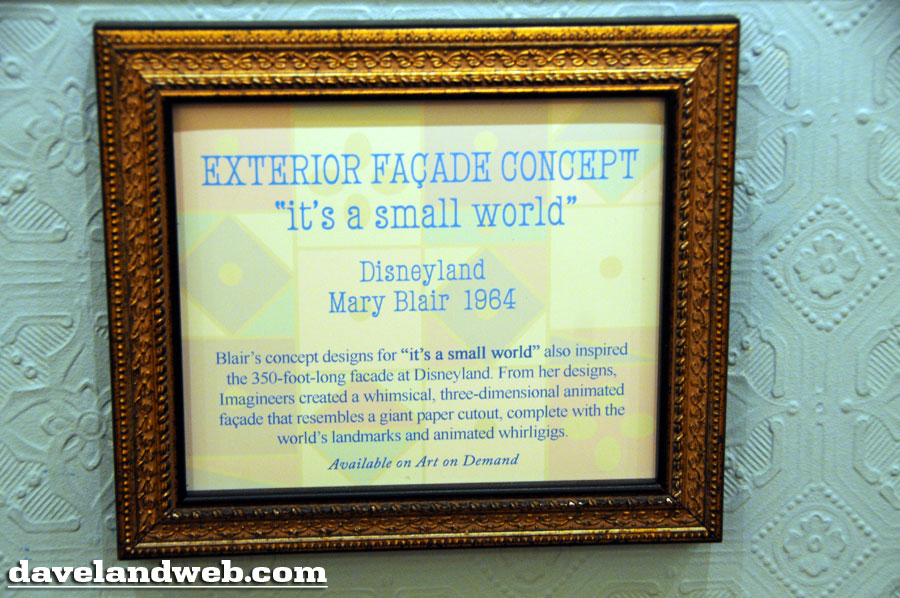 EXTERIOR FAÇADE CONCEPT
“it’s a small world”
Disneyland
Mary Blair 1964
Blair’s concept designs for “it’s a small world” also inspired
the 350-foot-long facade at Disneyland. From her designs,
Imagineers created a whimsical, three-dimensional animated
façade that resembles a giant paper cutout, complete with the
world’s landmarks and animated whirligigs.
Available on Art on Demand
davelandweb.com